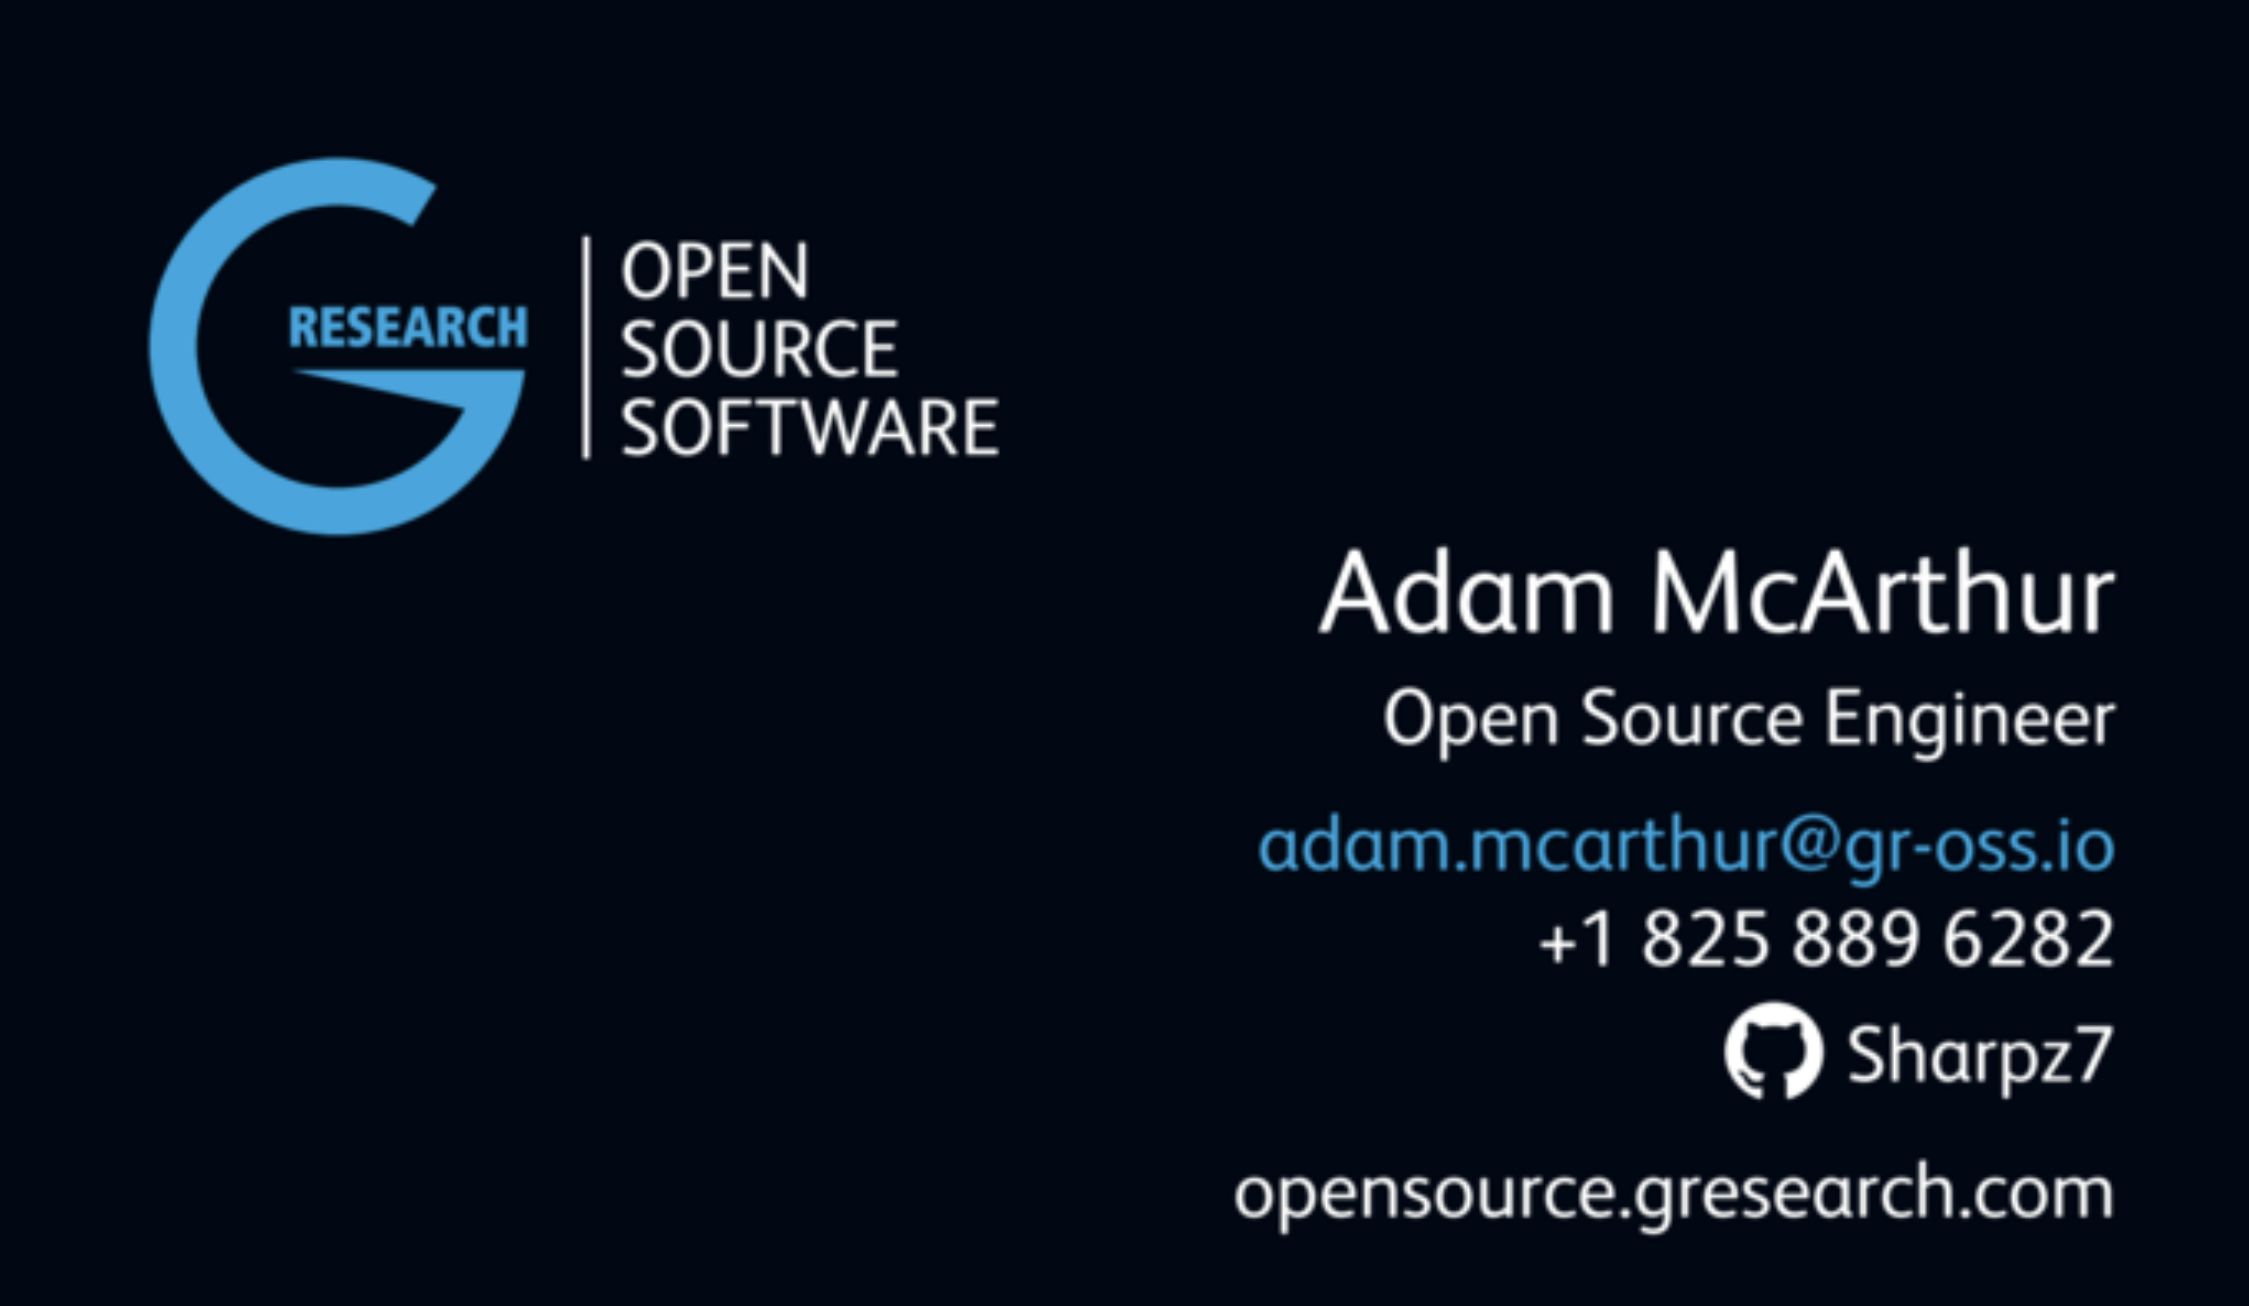 G
RESEARCH
OPEN
SOURCE
SOFTWARE
Adam McArthur
Open Source Engineer
adam.mcarthur@gr-oss.io
+1 825 889 6282
Sharpz7
opensource.gresearch.com